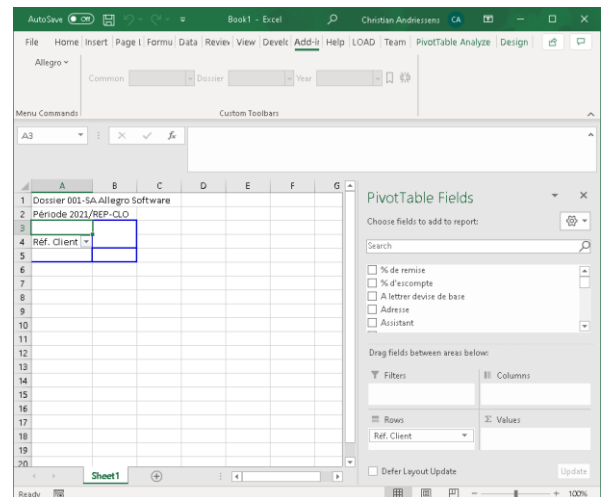 AutoSave Off Book1 - Excel Christian Andriessens CA
File Home Insert Page L Formu Data Review View Develc Add-ir Help LOAD Team PivotTable Analyze Design
Allegro
Common Dossier Year
Menu Commands Custom Toolbars
A3 fx
A B C D E F G
1 Dossier 001-SA Allegro Software
2 Période 2021/REP-CLO
3
4 Réf. Client
5
6
7
8
9
10
11
12
13
14
15
16
17
18
19
20
PivotTable Fields
Choose fields to add to report:
Search
% de remise
% d'escompte
A lettrer devise de base
Adresse
Assistant
Drag fields between areas below:
Filters Columns
Rows Σ Values
Réf. Client
Defer Layout Update Update
Sheet1
Ready 100%